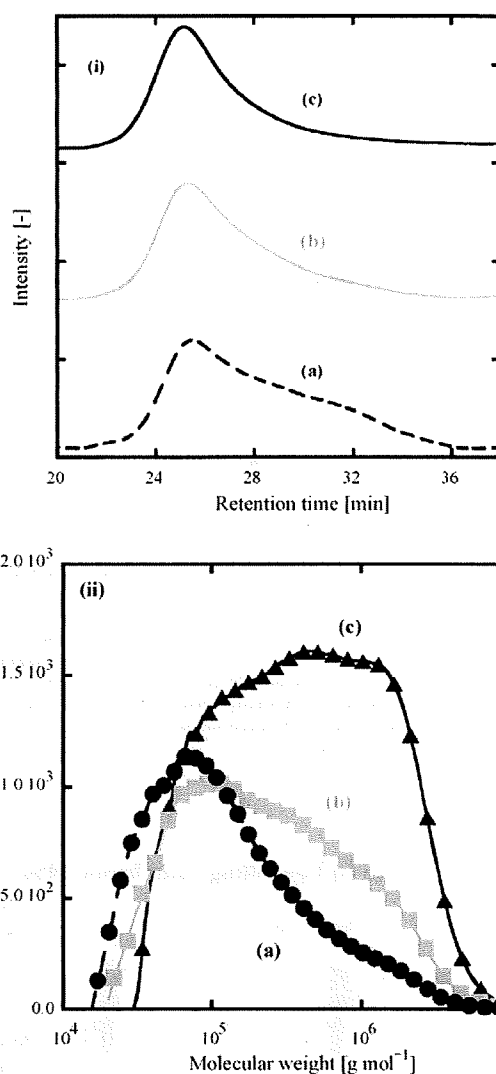 (i)
(c)
(b)
(a)
Intensity [-]
20 24 28 32 36
Retention time [min]
(ii)
2.0 10³
1.5 10³
1.0 10³
5.0 10²
0.0
(c)
(b)
(a)
10⁴ 10⁵ 10⁶
Molecular weight [g mol⁻¹]